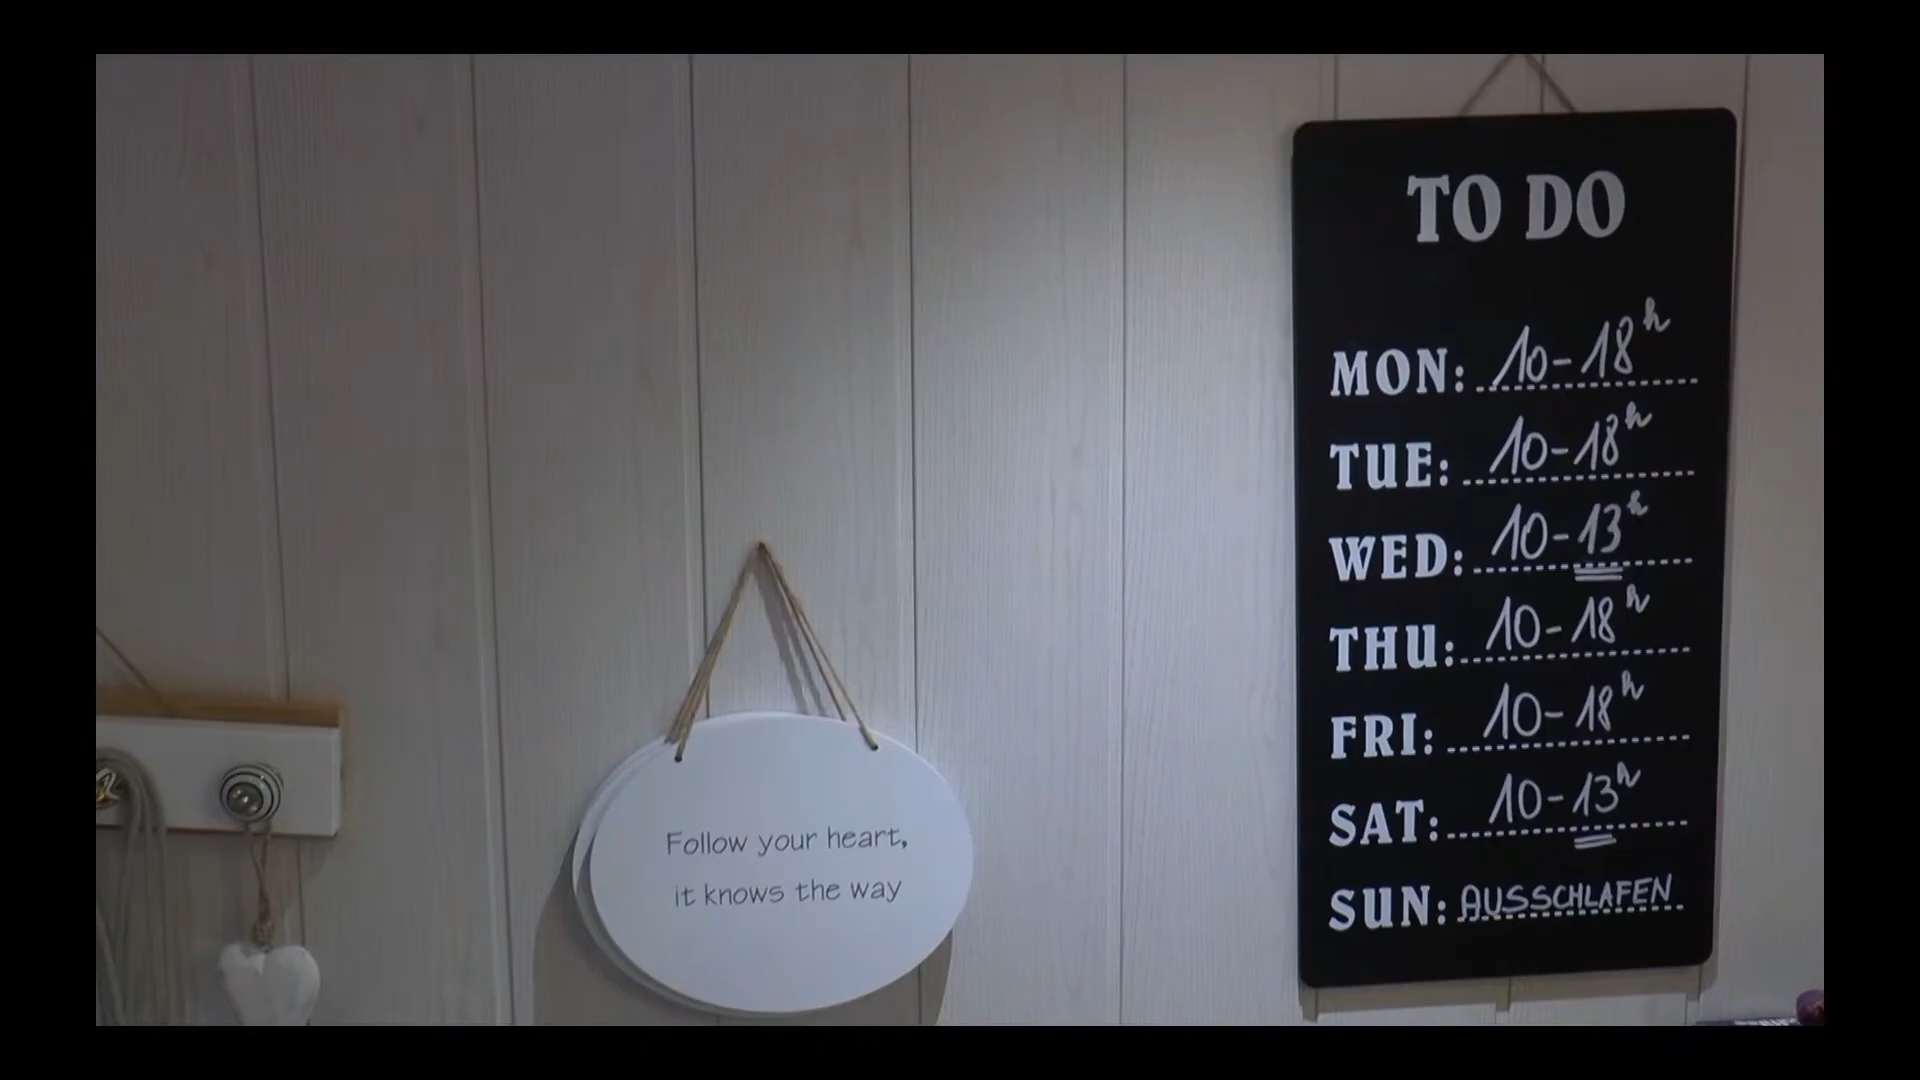 TO DO
MON: 10-18h
TUE: 10-18h
WED: 10-13h
THU: 10-18h
FRI: 10-18h
SAT: 10-13h
SUN: AUSSCHLAFEN
Follow your heart,
it knows the way